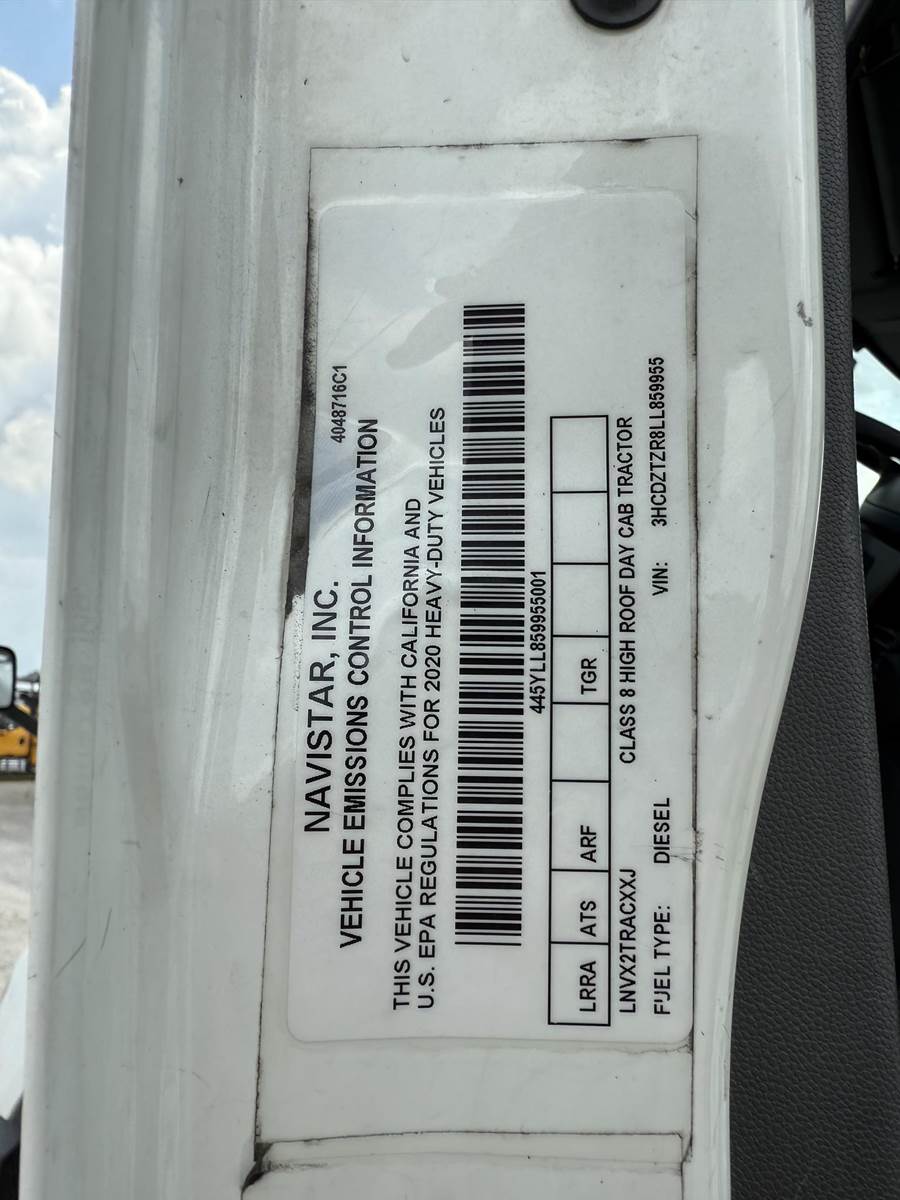 4048716C1
NAVISTAR, INC.
VEHICLE EMISSIONS CONTROL INFORMATION
THIS VEHICLE COMPLIES WITH CALIFORNIA AND
U.S. EPA REGULATIONS FOR 2020 HEAVY-DUTY VEHICLES
445YLL859955001
LRRA ATS ARF TGR
LNVX2TRACXXJ CLASS 8 HIGH ROOF DAY CAB TRACTOR
FUEL TYPE: DIESEL VIN: 3HCDZTZR8LL859955